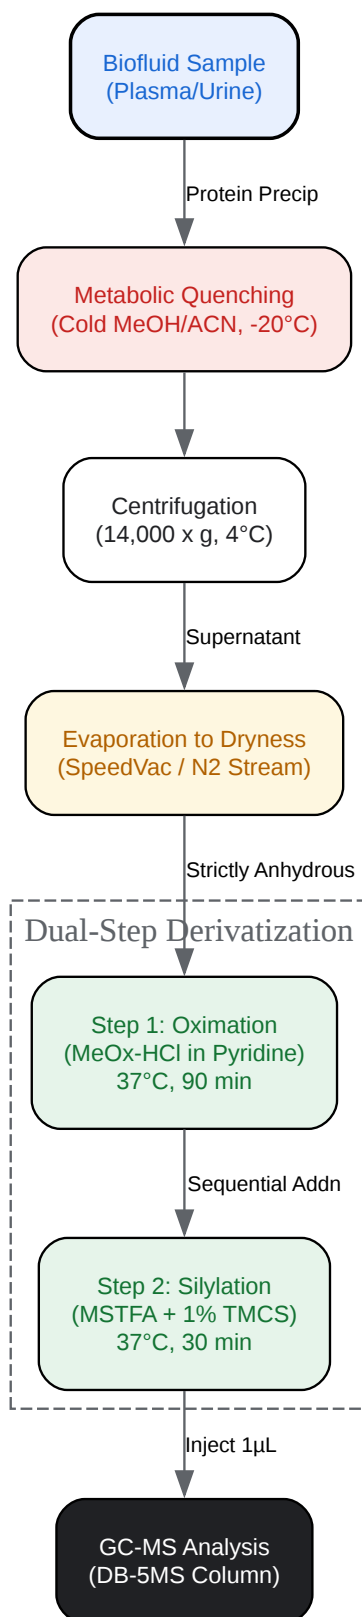 Biofluid Sample
(Plasma/Urine)
Protein Precip
Metabolic Quenching
(Cold MeOH/ACN, -20°C)
Centrifugation
(14,000 x g, 4°C)
Supernatant
Evaporation to Dryness
(SpeedVac / N2 Stream)
Strictly Anhydrous
Dual-Step Derivatization
Step 1: Oximation
(MeOx-HCl in Pyridine)
37°C, 90 min
Sequential Addn
Step 2: Silylation
(MSTFA + 1% TMCS)
37°C, 30 min
Inject 1µL
GC-MS Analysis
(DB-5MS Column)